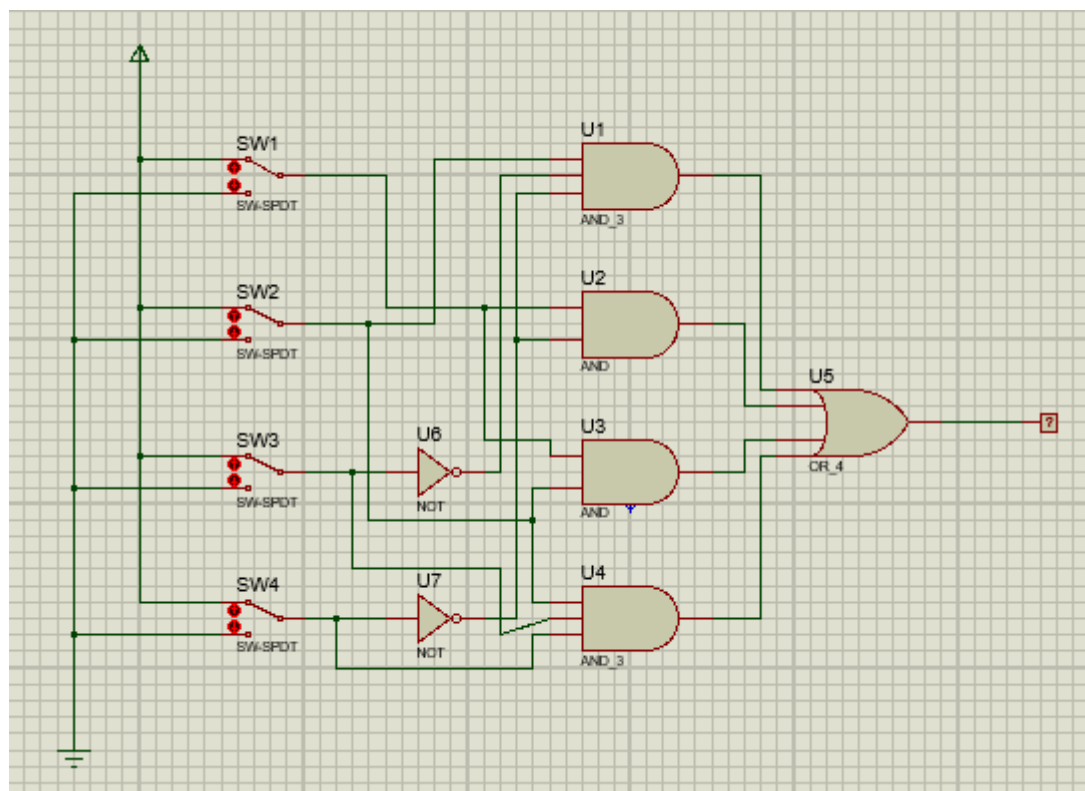 SW1
SW-SPDT
SW2
SW-SPDT
SW3
SW-SPDT
SW4
SW-SPDT
U6
NOT
U7
NOT
U1
AND_3
U2
AND
U3
AND
U4
AND_3
U5
OR_4
?